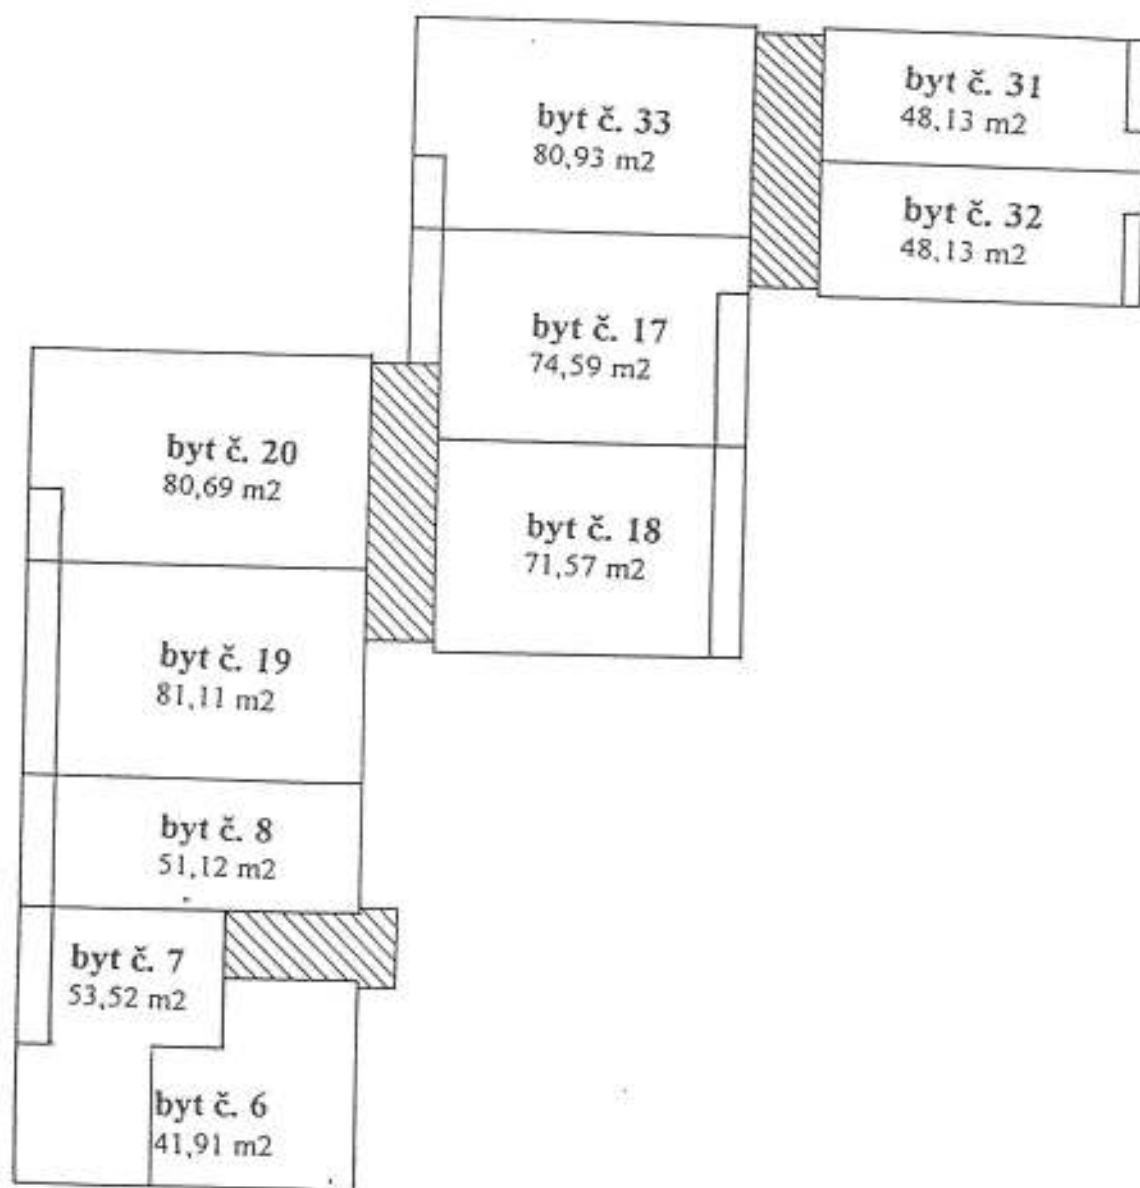 byt č. 33
80,93 m2
byt č. 31
48,13 m2
byt č. 32
48,13 m2
byt č. 17
74,59 m2
byt č. 18
71,57 m2
byt č. 20
80,69 m2
byt č. 19
81,11 m2
byt č. 8
51,12 m2
byt č. 7
53,52 m2
byt č. 6
41,91 m2